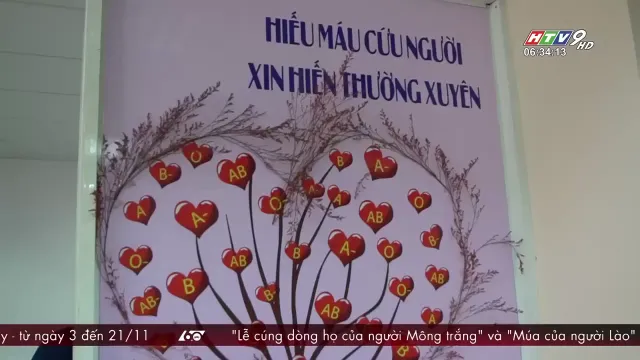 HTV9 HD
06:34:13
HIẾU MÁU CỨU NGƯỜI
XIN HIẾN THƯỜNG XUYÊN
O
B-
AB
B
A-
A
A-
O
A
A
AB
O
O-
AB
B
A
O
B-
AB-
B
B
AB
O-
B-
A
AB
A-
AB
B
A-
y - từ ngày 3 đến 21/11
60
"Lễ cúng dòng họ của người Mông trắng" và "Múa của người Lào"